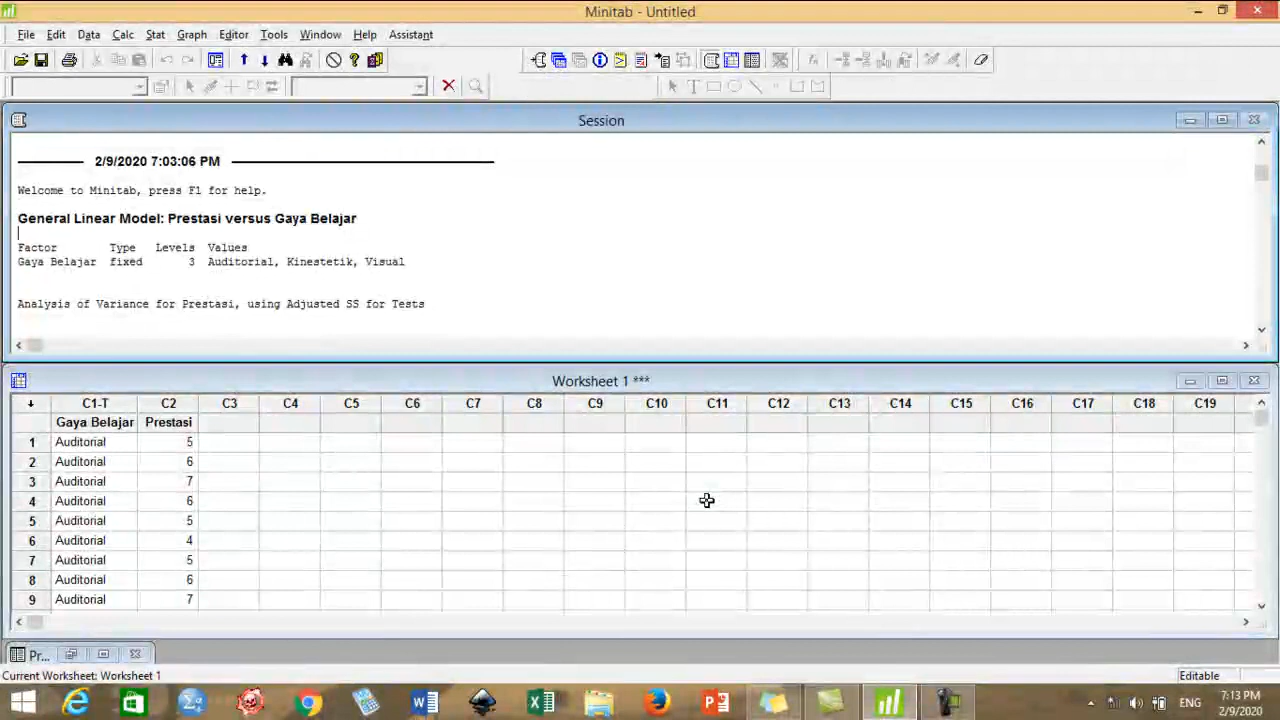 Minitab - Untitled
File Edit Data Calc Stat Graph Editor Tools Window Help Assistant
Session
2/9/2020 7:03:06 PM
Welcome to Minitab, press F1 for help.
General Linear Model: Prestasi versus Gaya Belajar
Factor Type Levels Values
Gaya Belajar fixed 3 Auditorial, Kinestetik, Visual
Analysis of Variance for Prestasi, using Adjusted SS for Tests
Worksheet 1 ***
C1-T C2 C3 C4 C5 C6 C7 C8 C9 C10 C11 C12 C13 C14 C15 C16 C17 C18 C19
Gaya Belajar Prestasi
1 Auditorial 5
2 Auditorial 6
3 Auditorial 7
4 Auditorial 6
5 Auditorial 5
6 Auditorial 4
7 Auditorial 5
8 Auditorial 6
9 Auditorial 7
Pr...
Current Worksheet: Worksheet 1 Editable
ENG 7:13 PM
2/9/2020